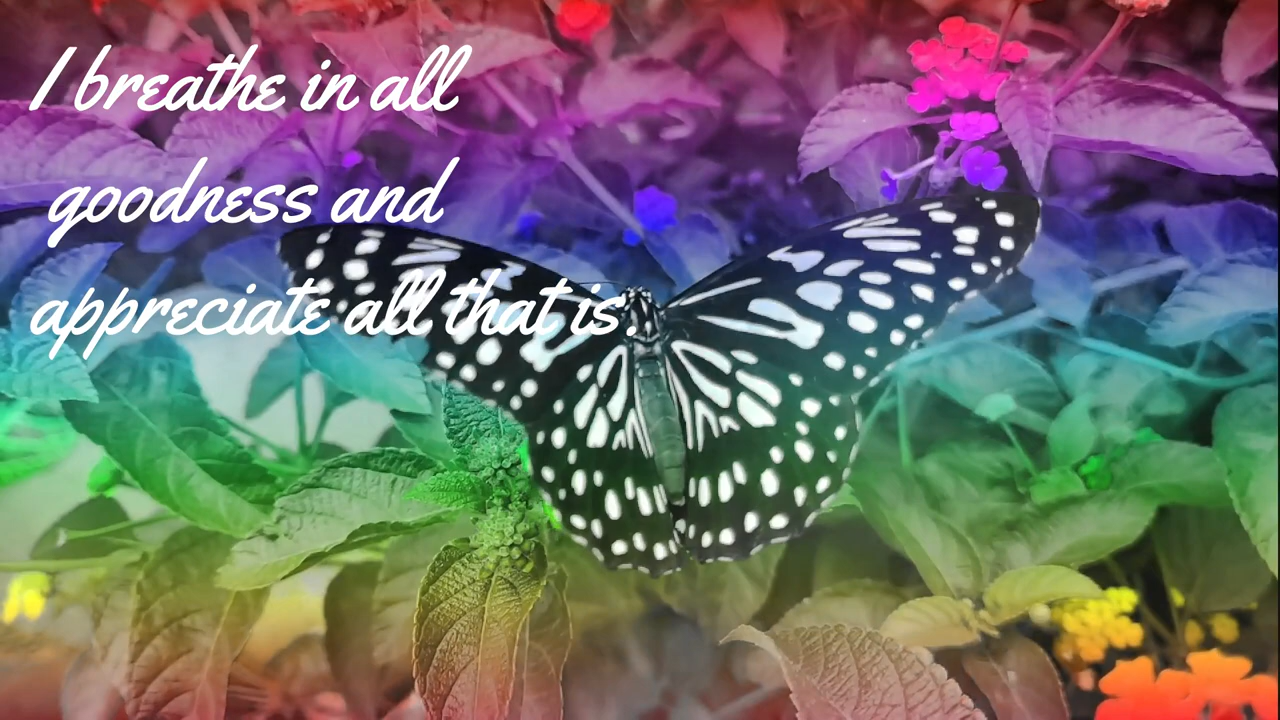 I breathe in all
goodness and
appreciate all that is.